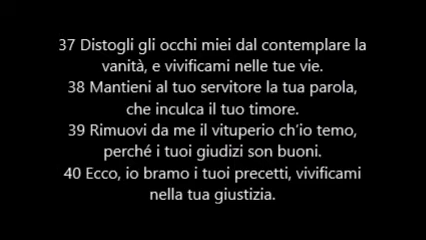 37 Distogli gli occhi miei dal contemplare la
vanità, e vivificami nelle tue vie.
38 Mantieni al tuo servitore la tua parola,
che inculca il tuo timore.
39 Rimuovi da me il vituperio ch'io temo,
perché i tuoi giudizi son buoni.
40 Ecco, io bramo i tuoi precetti, vivificami
nella tua giustizia.